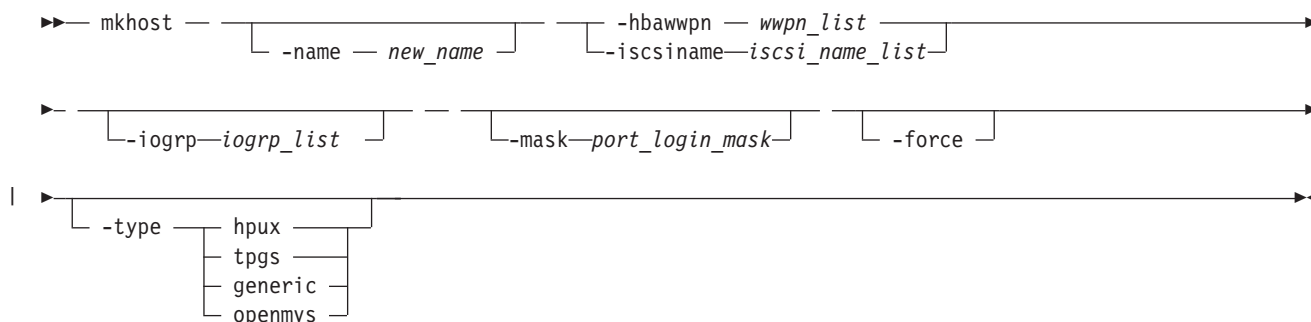 mkhost -hbawwpn wwpn_list
-name new_name -iscsiname iscsi_name_list
-iogrp iogrp_list -mask port_login_mask -force
|
-type hpux
tpgs
generic
openmvs